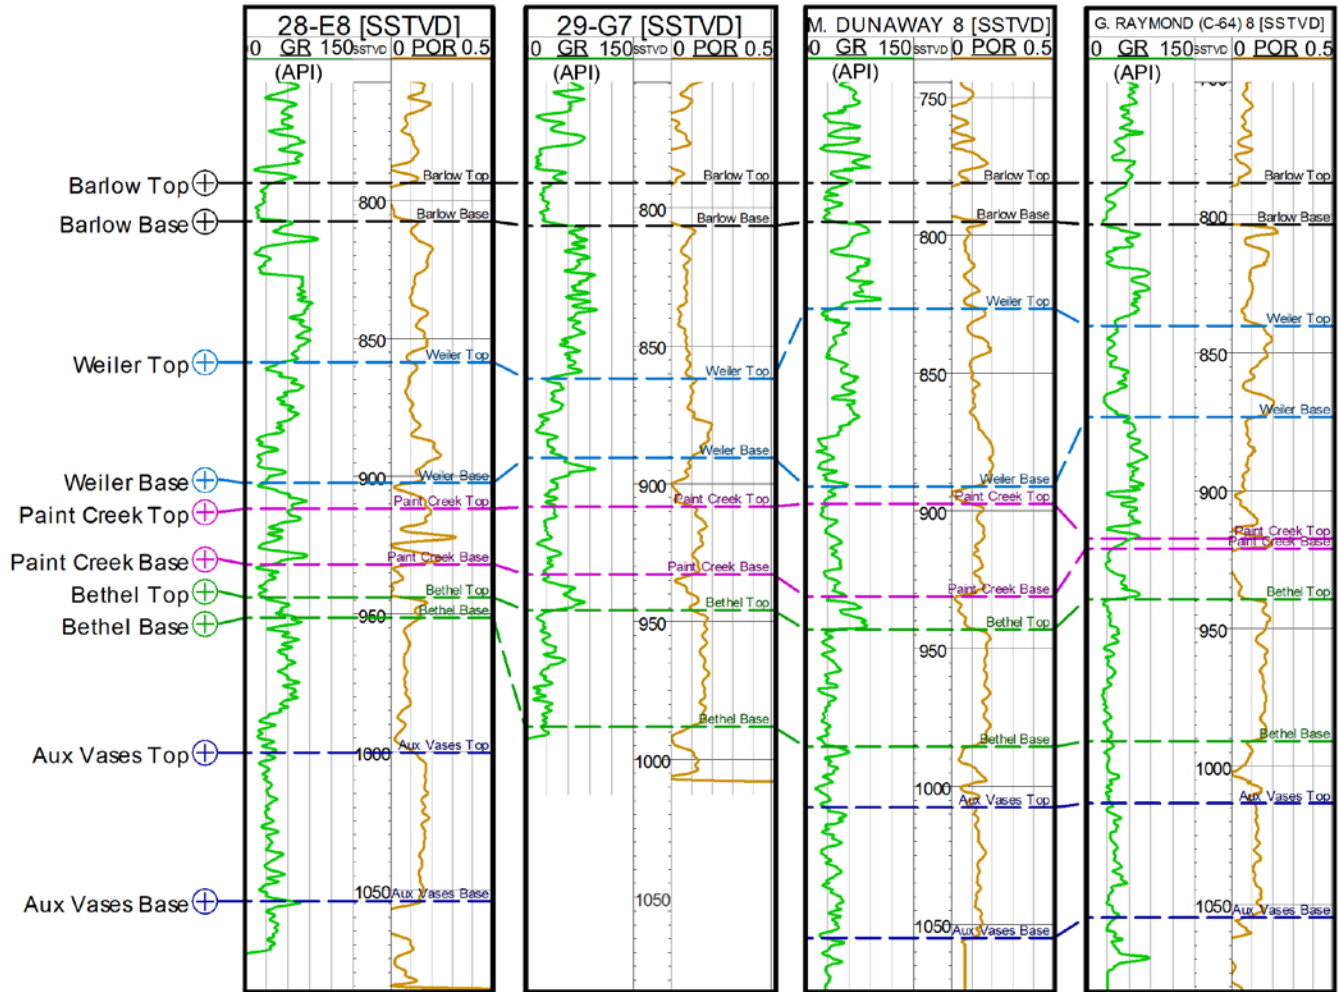 28-E8 [SSTVD]
0 GR 150 SSTVD 0 POR 0.5
(API)
29-G7 [SSTVD]
0 GR 150 SSTVD 0 POR 0.5
(API)
M. DUNAWAY 8 [SSTVD]
0 GR 150 SSTVD 0 POR 0.5
(API)
G. RAYMOND (C-64) 8 [SSTVD]
0 GR 150 SSTVD 0 POR 0.5
(API)
Barlow Top
Barlow Base
Weiler Top
Weiler Base
Paint Creek Top
Paint Creek Base
Bethel Top
Bethel Base
Aux Vases Top
Aux Vases Base
Barlow Top
800
Barlow Base
850
Weiler Top
900
Weiler Base
Paint Creek Top
Paint Creek Base
Bethel Top
Bethel Base
950
Aux Vases Top
1000
1050
Aux Vases Base
Barlow Top
800
Barlow Base
850
Weiler Top
Weiler Base
900
Paint Creek Top
Paint Creek Base
Bethel Top
950
Bethel Base
1000
1050
750
Barlow Top
Barlow Base
800
Weiler Top
850
Weiler Base
Paint Creek Top
900
Paint Creek Base
Bethel Top
950
Bethel Base
1000
Aux Vases Top
1050
Aux Vases Base
Barlow Top
800
Barlow Base
Weiler Top
850
Weiler Base
900
Paint Creek Top
Paint Creek Base
Bethel Top
950
Bethel Base
1000
Aux Vases Top
1050
Aux Vases Base